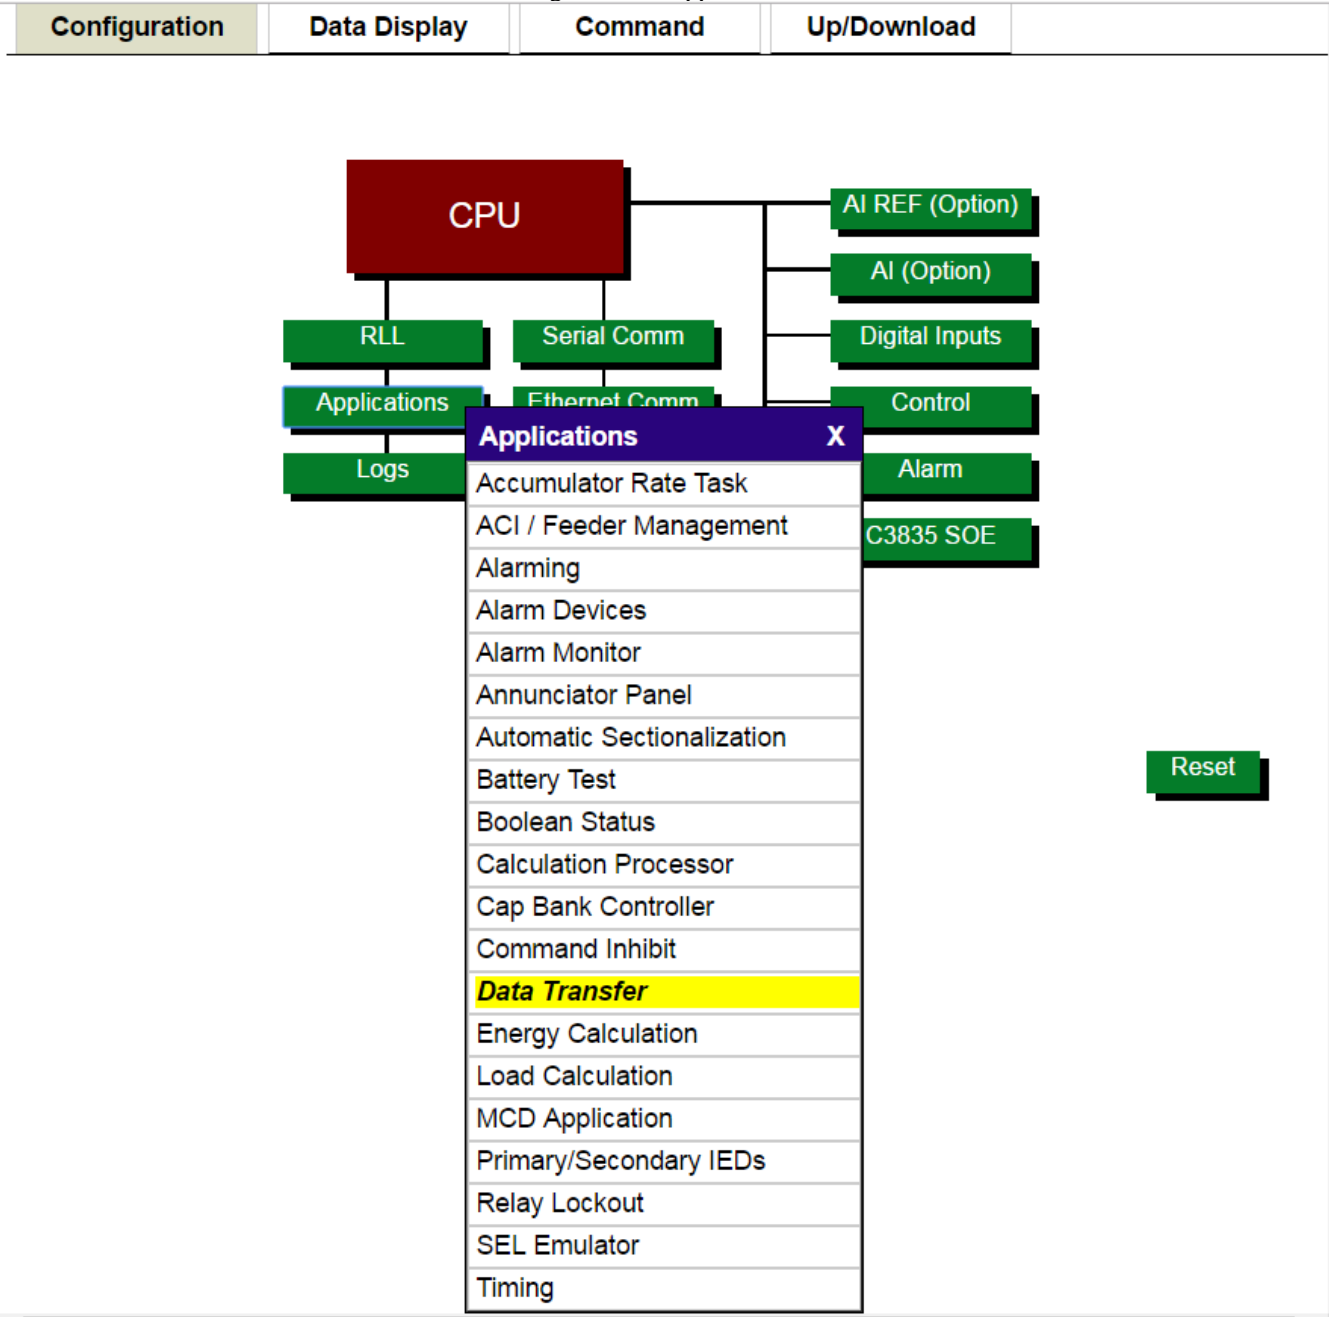 Configuration
Data Display
Command
Up/Download
CPU
AI REF (Option)
AI (Option)
RLL
Serial Comm
Digital Inputs
Applications
Ethernet Comm
Control
Logs
Alarm
C3835 SOE
Applications X
Accumulator Rate Task
ACI / Feeder Management
Alarming
Alarm Devices
Alarm Monitor
Annunciator Panel
Automatic Sectionalization
Battery Test
Boolean Status
Calculation Processor
Cap Bank Controller
Command Inhibit
Data Transfer
Energy Calculation
Load Calculation
MCD Application
Primary/Secondary IEDs
Relay Lockout
SEL Emulator
Timing
Reset